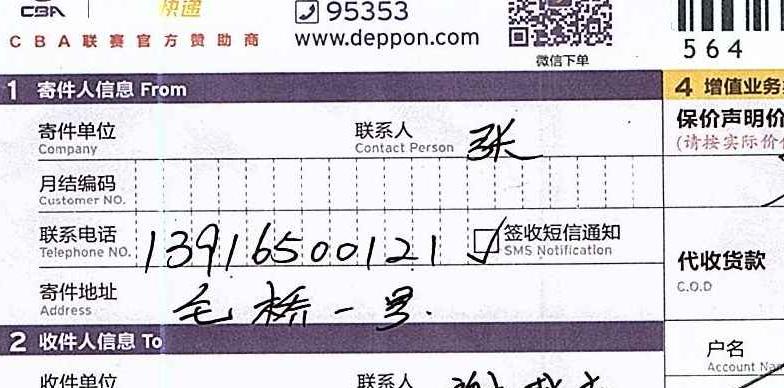 CBA 快递 95353
CBA联赛官方赞助商 www.deppon.com
微信下单
564
1 寄件人信息 From
4 增值业务
寄件单位 联系人 张
Company Contact Person
保价声明价
(请按实际价
月结编码
Customer NO.
联系电话 13916500121 签收短信通知
Telephone NO. SMS Notification
代收货款
C.O.D
寄件地址 毛桥一号.
Address
2 收件人信息 To
户名
Account Na
收件单位 联系人